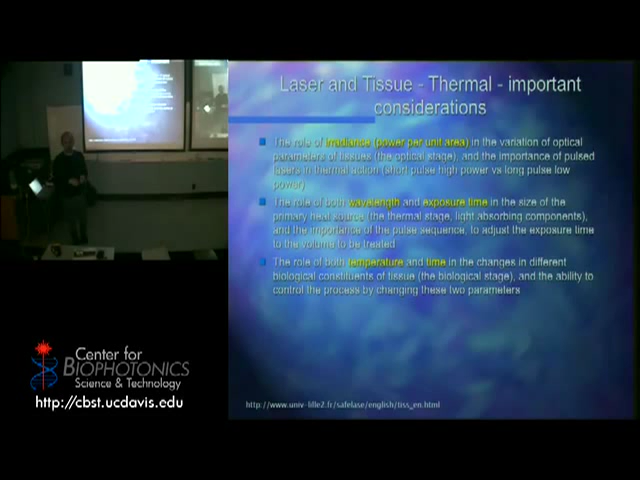 Laser and Tissue - Thermal - important
considerations
The role of irradiance (power per unit area) in the variation of optical
parameters of tissues (the optical stage), and the importance of pulsed
lasers in thermal action (short pulse high power vs long pulse low
power)
The role of both wavelength and exposure time in the size of the
primary heat source (the thermal stage, light absorbing components),
and the importance of the pulse sequence, to adjust the exposure time
to the volume to be treated
The role of both temperature and time in the changes in different
biological constituents of tissue (the biological stage), and the ability to
control the process by changing these two parameters
http://www.univ-lille2.fr/safelase/english/tiss_en.html
Center for
BIOPHOTONICS
Science & Technology
http://cbst.ucdavis.edu